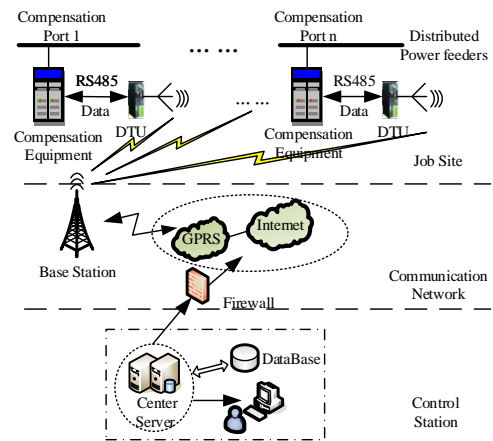 Compensation
Port 1
... ...
Compensation
Port n
Distributed
Power feeders
RS485
Data
DTU
Compensation
Equipment
... ...
RS485
Data
DTU
Compensation
Equipment
Job Site
Base Station
GPRS
Internet
Firewall
Communication
Network
DataBase
Center
Server
Control
Station